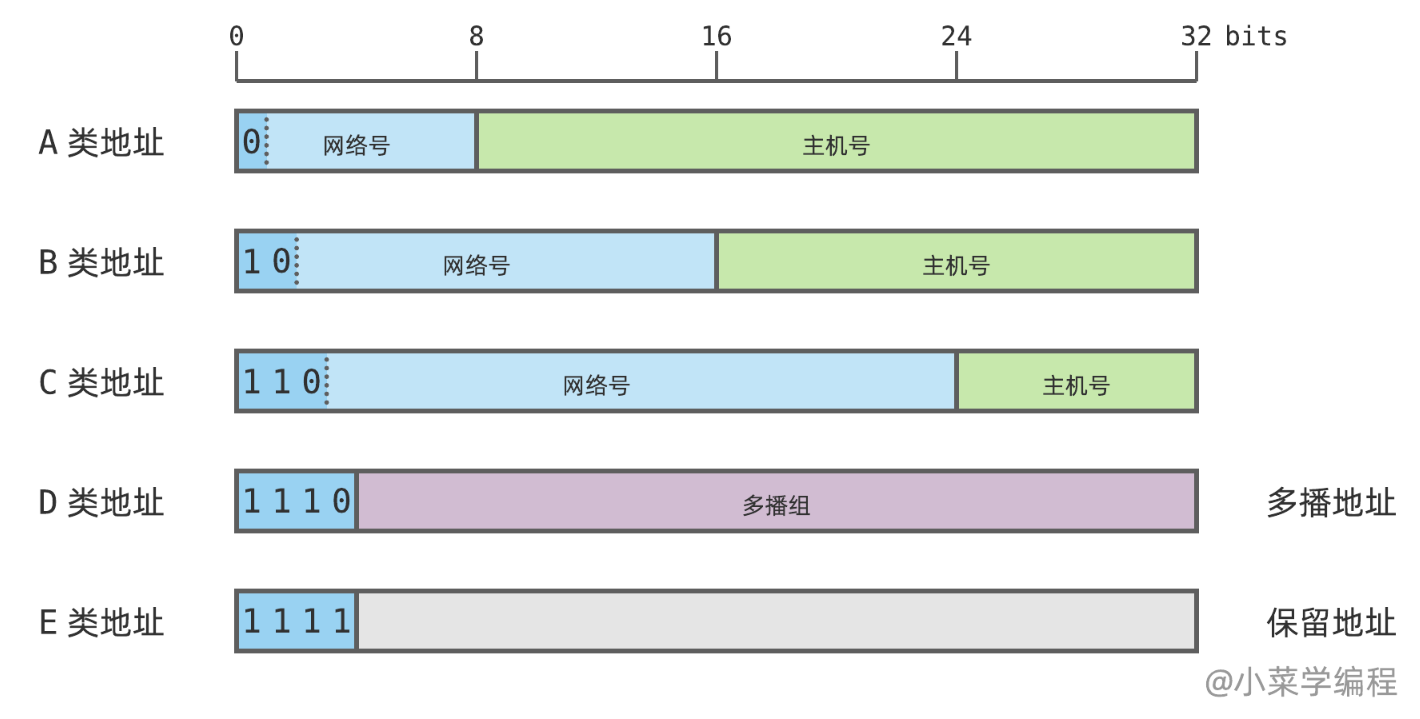 0 8 16 24 32 bits
A 类地址 0 网络号 主机号
B 类地址 1 0 网络号 主机号
C 类地址 1 1 0 网络号 主机号
D 类地址 1 1 1 0 多播组 多播地址
E 类地址 1 1 1 1 保留地址
@小菜学编程